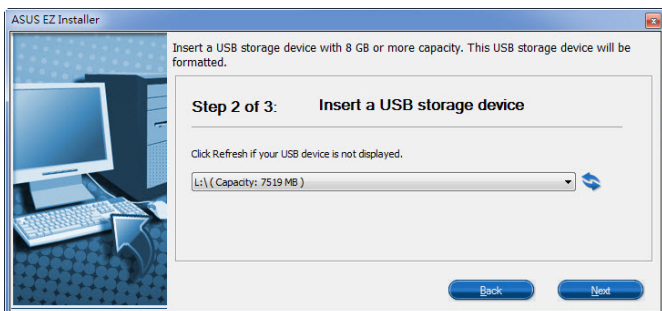 ASUS EZ Installer
Insert a USB storage device with 8 GB or more capacity. This USB storage device will be
formatted.
Step 2 of 3: Insert a USB storage device
Click Refresh if your USB device is not displayed.
L:\ ( Capacity: 7519 MB )
Back Next